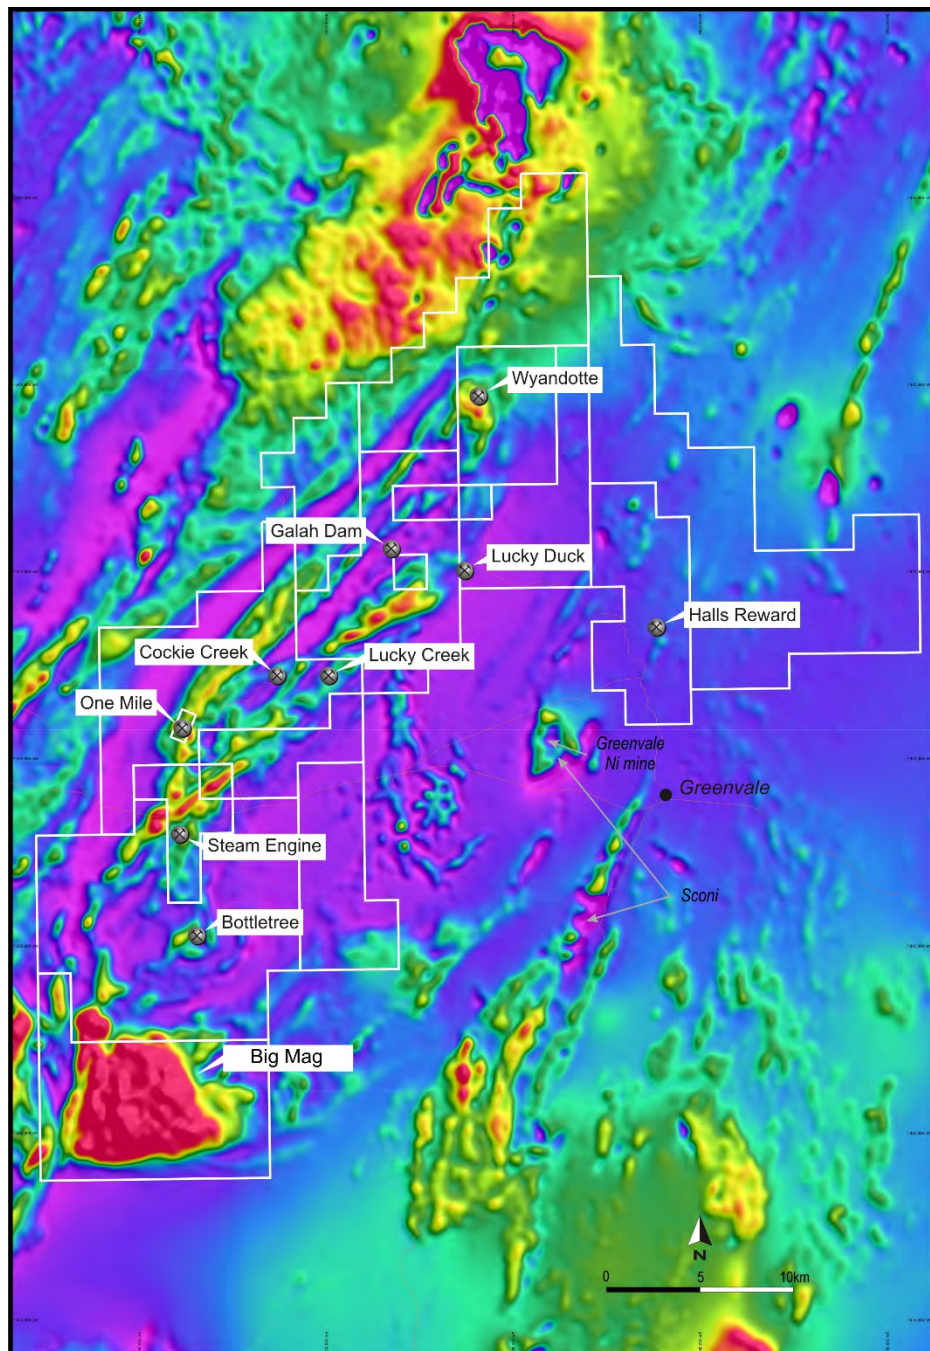 Wyandotte
Galah Dam
Lucky Duck
Halls Reward
Cockie Creek
Lucky Creek
One Mile
Greenvale
Ni mine
Greenvale
Steam Engine
Sconi
Bottletree
Big Mag
N
0 5 10km